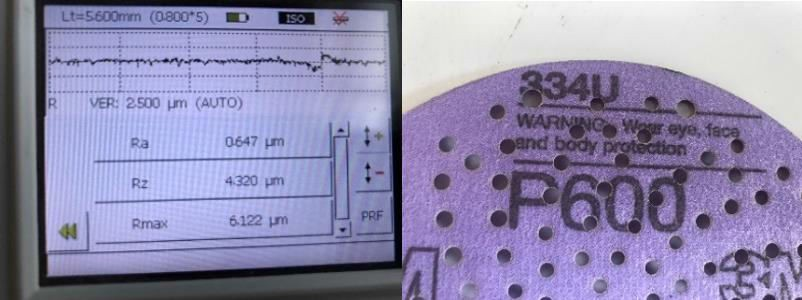 Lt=5.600mm (0.800*5)
ISO
R VER: 2.500 µm (AUTO)
Ra 0.647 µm
Rz 4.320 µm
Rmax 6.122 µm
PRF
334U
WARNING: Wear eye, face
and body protection
P600